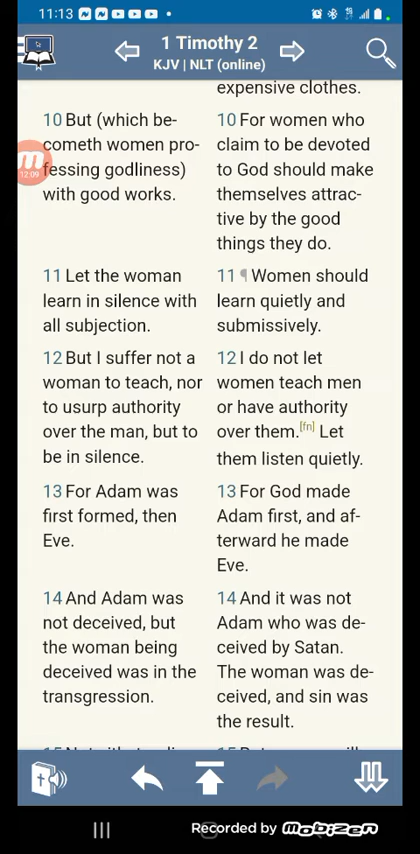 11:13
1 Timothy 2
KJV | NLT (online)
expensive clothes.
10 But (which be-
cometh women pro-
fessing godliness)
with good works.
10 For women who
claim to be devoted
to God should make
themselves attrac-
tive by the good
things they do.
11 Let the woman
learn in silence with
all subjection.
11 ¶ Women should
learn quietly and
submissively.
12 But I suffer not a
woman to teach, nor
to usurp authority
over the man, but to
be in silence.
12 I do not let
women teach men
or have authority
over them.[fn] Let
them listen quietly.
13 For Adam was
first formed, then
Eve.
13 For God made
Adam first, and af-
terward he made
Eve.
14 And Adam was
not deceived, but
the woman being
deceived was in the
transgression.
14 And it was not
Adam who was de-
ceived by Satan.
The woman was de-
ceived, and sin was
the result.
12:09
Recorded by mobizen